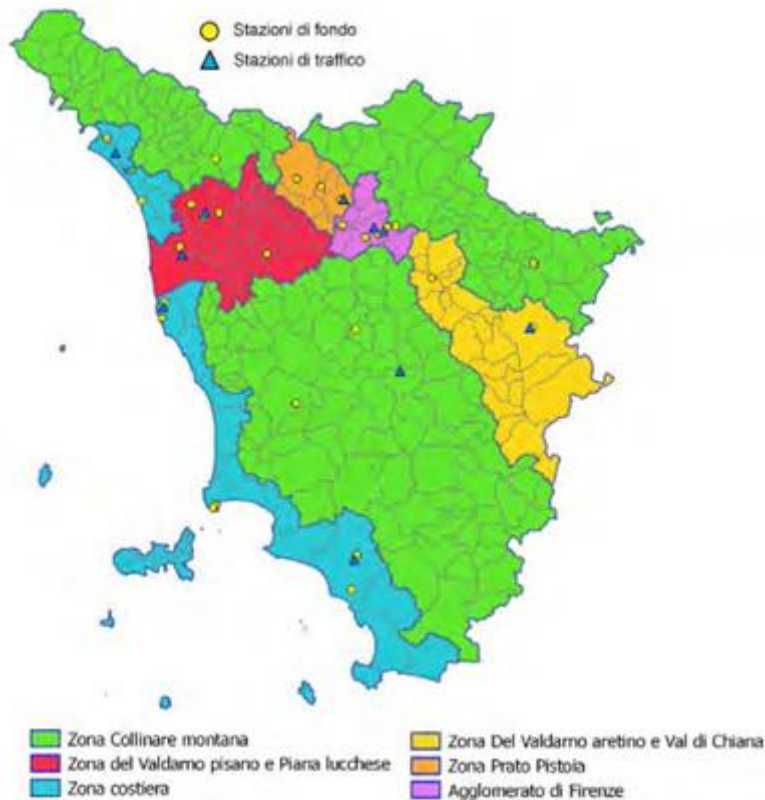 Stazioni di fondo
Stazioni di traffico
Zona Collinare montana
Zona del Valdarno pisano e Piana lucchese
Zona costiera
Zona Del Valdarno aretino e Val di Chiana
Zona Prato Pistoia
Agglomerato di Firenze